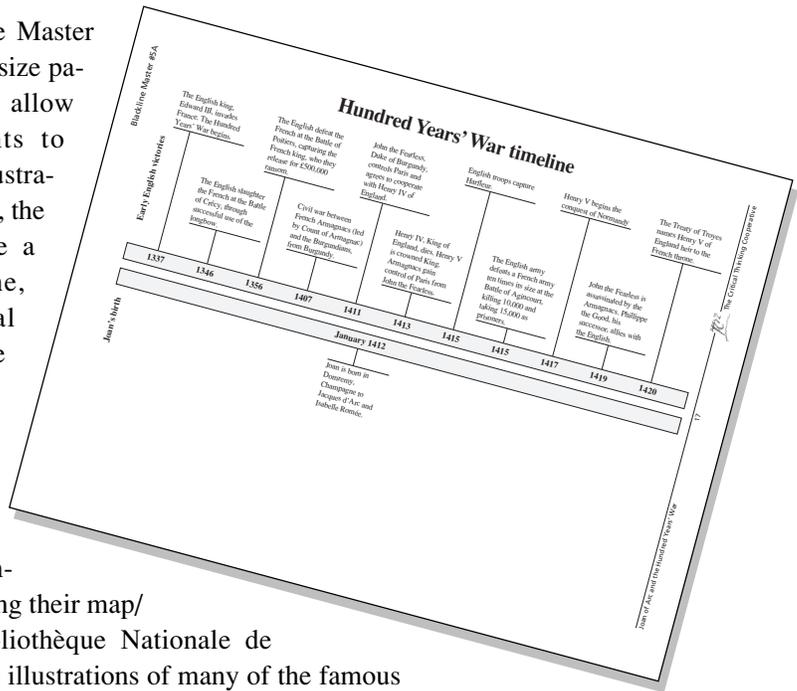 e Master
size pa-
allow
ts to
ustra-
, the
e a
ne,
al
e
n-
ng their map/
liothèque Nationale de
illustrations of many of the famous
Blackline Master #5A
Hundred Years' War timeline
Early English victories
The English king,
Edward III, invades
France. The Hundred
Years' War begins.
The English slaughter
the French at the Battle
of Crécy, through
successful use of the
longbow.
The English defeat the
French at the Battle of
Poitiers, capturing the
French king, who they
release for £500,000
ransom.
Civil war between
French Armagnacs (led
by Count of Armagnac)
and the Burgundians,
from Burgundy.
John the Fearless,
Duke of Burgundy,
controls Paris and
agrees to cooperate
with Henry IV of
England.
Henry IV, King of
England, dies. Henry V
is crowned King.
Armagnacs gain
control of Paris from
John the Fearless.
English troops capture
Harfleur.
The English army
defeats a French army
ten times its size at the
Battle of Agincourt,
killing 10,000 and
taking 15,000 as
prisoners.
Henry V begins the
conquest of Normandy
John the Fearless is
assassinated by the
Armagnacs. Phillippe
the Good, his
successor, allies with
the English.
The Treaty of Troyes
names Henry V of
England heir to the
French throne.
1337
1346
1356
1407
1411
1413
1415
1415
1417
1419
1420
Joan's birth
January 1412
Joan is born in
Domremy,
Champagne to
Jacques d'Arc and
Isabelle Romée.
Joan of Arc and the Hundred Years' War
17
The Critical Thinking Cooperative